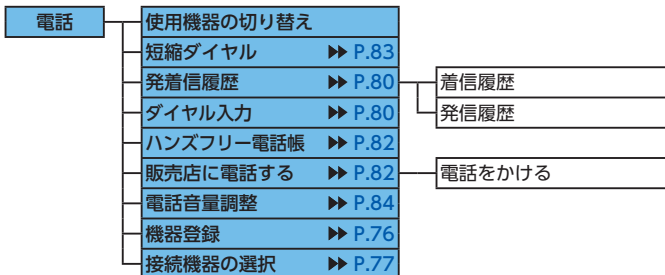 電話
使用機器の切り替え
短縮ダイヤル ▶▶ P.83
発着信履歴 ▶▶ P.80
着信履歴
発信履歴
ダイヤル入力 ▶▶ P.80
ハンズフリー電話帳 ▶▶ P.82
販売店に電話する ▶▶ P.82
電話をかける
電話音量調整 ▶▶ P.84
機器登録 ▶▶ P.76
接続機器の選択 ▶▶ P.77